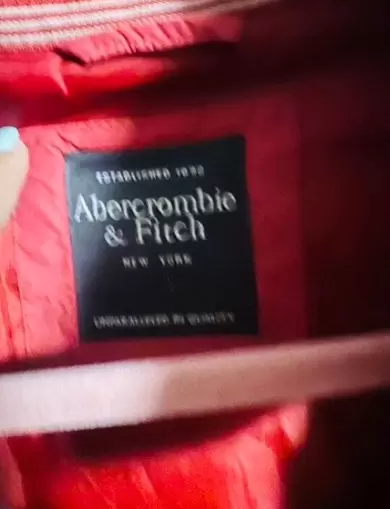 ESTABLISHED 1892
Abercrombie
& Fitch
NEW YORK
UNPARALLELED IN QUALITY